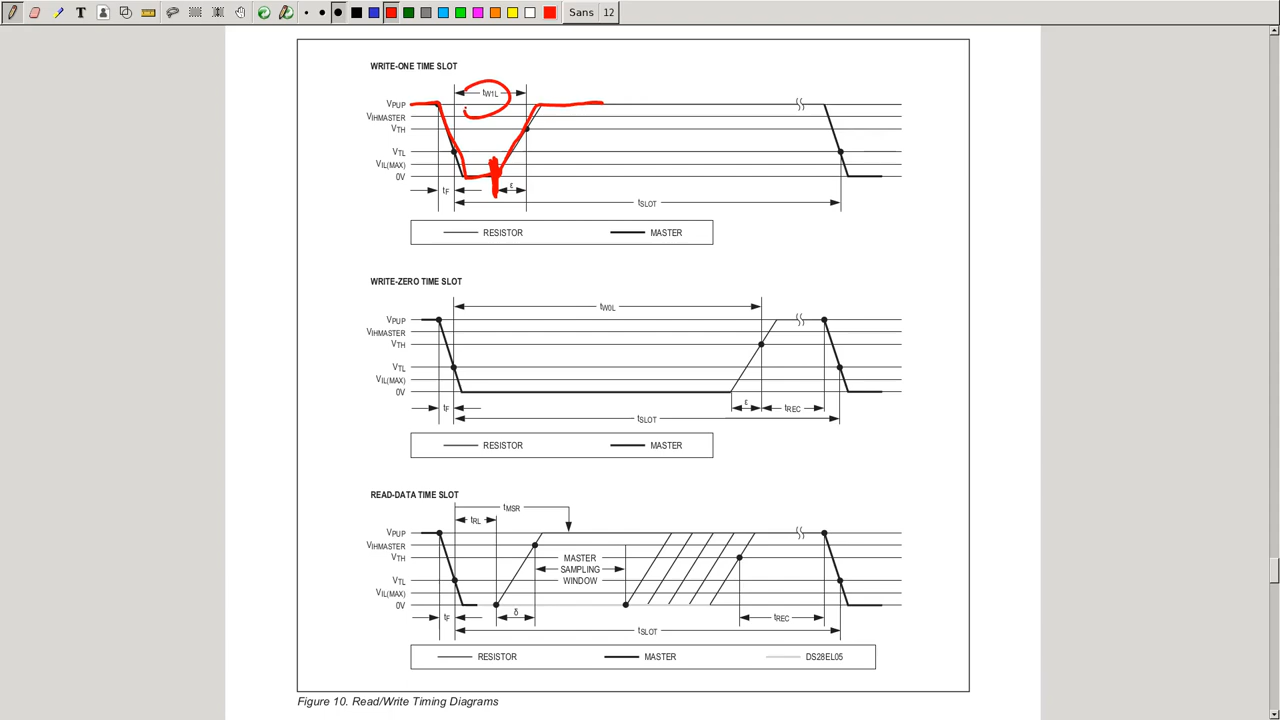 T
Sans 12
WRITE-ONE TIME SLOT
tW1L
VPUP
VIHMASTER
VTH
VTL
VIL(MAX)
0V
tF
ε
tSLOT
RESISTOR MASTER
WRITE-ZERO TIME SLOT
tW0L
VPUP
VIHMASTER
VTH
VTL
VIL(MAX)
0V
tF
ε
tREC
tSLOT
RESISTOR MASTER
READ-DATA TIME SLOT
tMSR
tRL
VPUP
VIHMASTER
VTH
VTL
VIL(MAX)
0V
MASTER
SAMPLING
WINDOW
tF
δ
tREC
tSLOT
RESISTOR MASTER DS28EL05
Figure 10. Read/Write Timing Diagrams